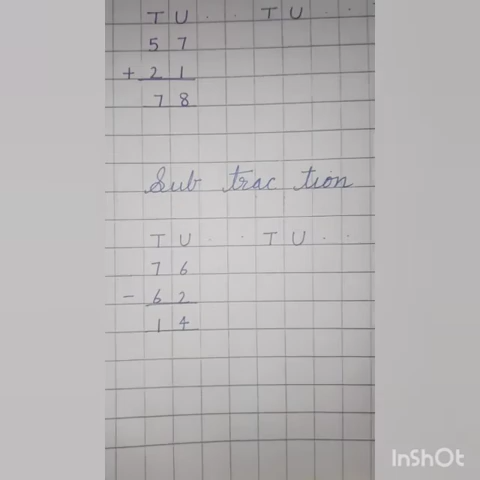 T U . . T U . .
5 7
+ 2 1
7 8
Sub trac tion
T U . . T U . .
7 6
- 6 2
1 4
InShOt